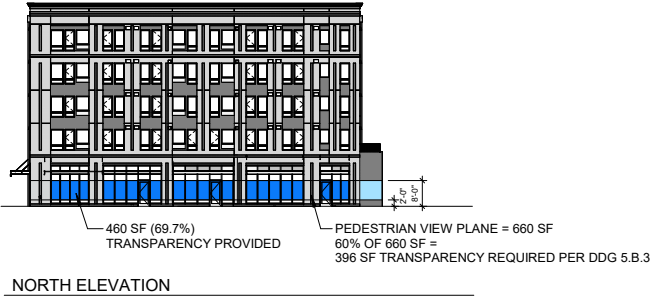 2'-0"
8'-0"
460 SF (69.7%)
TRANSPARENCY PROVIDED
PEDESTRIAN VIEW PLANE = 660 SF
60% OF 660 SF =
396 SF TRANSPARENCY REQUIRED PER DDG 5.B.3
NORTH ELEVATION